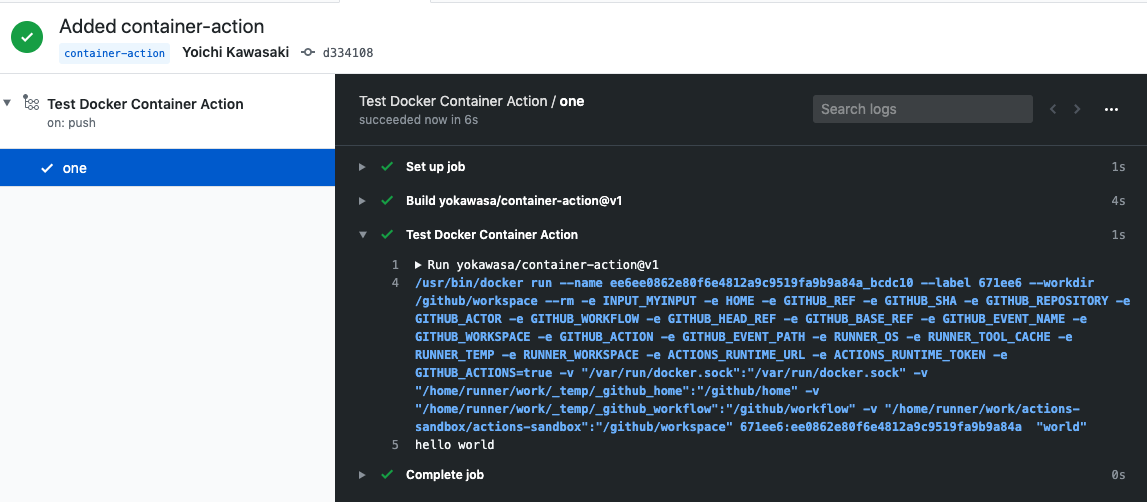 Added container-action
container-action Yoichi Kawasaki d334108
Test Docker Container Action
on: push
one
Test Docker Container Action / one
succeeded now in 6s
Search logs
Set up job 1s
Build yokawasa/container-action@v1 4s
Test Docker Container Action 1s
1 Run yokawasa/container-action@v1
4 /usr/bin/docker run --name ee6ee0862e80f6e4812a9c9519fa9b9a84a_bcdc10 --label 671ee6 --workdir
/github/workspace --rm -e INPUT_MYINPUT -e HOME -e GITHUB_REF -e GITHUB_SHA -e GITHUB_REPOSITORY -e
GITHUB_ACTOR -e GITHUB_WORKFLOW -e GITHUB_HEAD_REF -e GITHUB_BASE_REF -e GITHUB_EVENT_NAME -e
GITHUB_WORKSPACE -e GITHUB_ACTION -e GITHUB_EVENT_PATH -e RUNNER_OS -e RUNNER_TOOL_CACHE -e
RUNNER_TEMP -e RUNNER_WORKSPACE -e ACTIONS_RUNTIME_URL -e ACTIONS_RUNTIME_TOKEN -e
GITHUB_ACTIONS=true -v "/var/run/docker.sock":"/var/run/docker.sock" -v
"/home/runner/work/_temp/_github_home":"/github/home" -v
"/home/runner/work/_temp/_github_workflow":"/github/workflow" -v "/home/runner/work/actions-
sandbox/actions-sandbox":"/github/workspace" 671ee6:ee0862e80f6e4812a9c9519fa9b9a84a  "world"
5 hello world
Complete job 0s